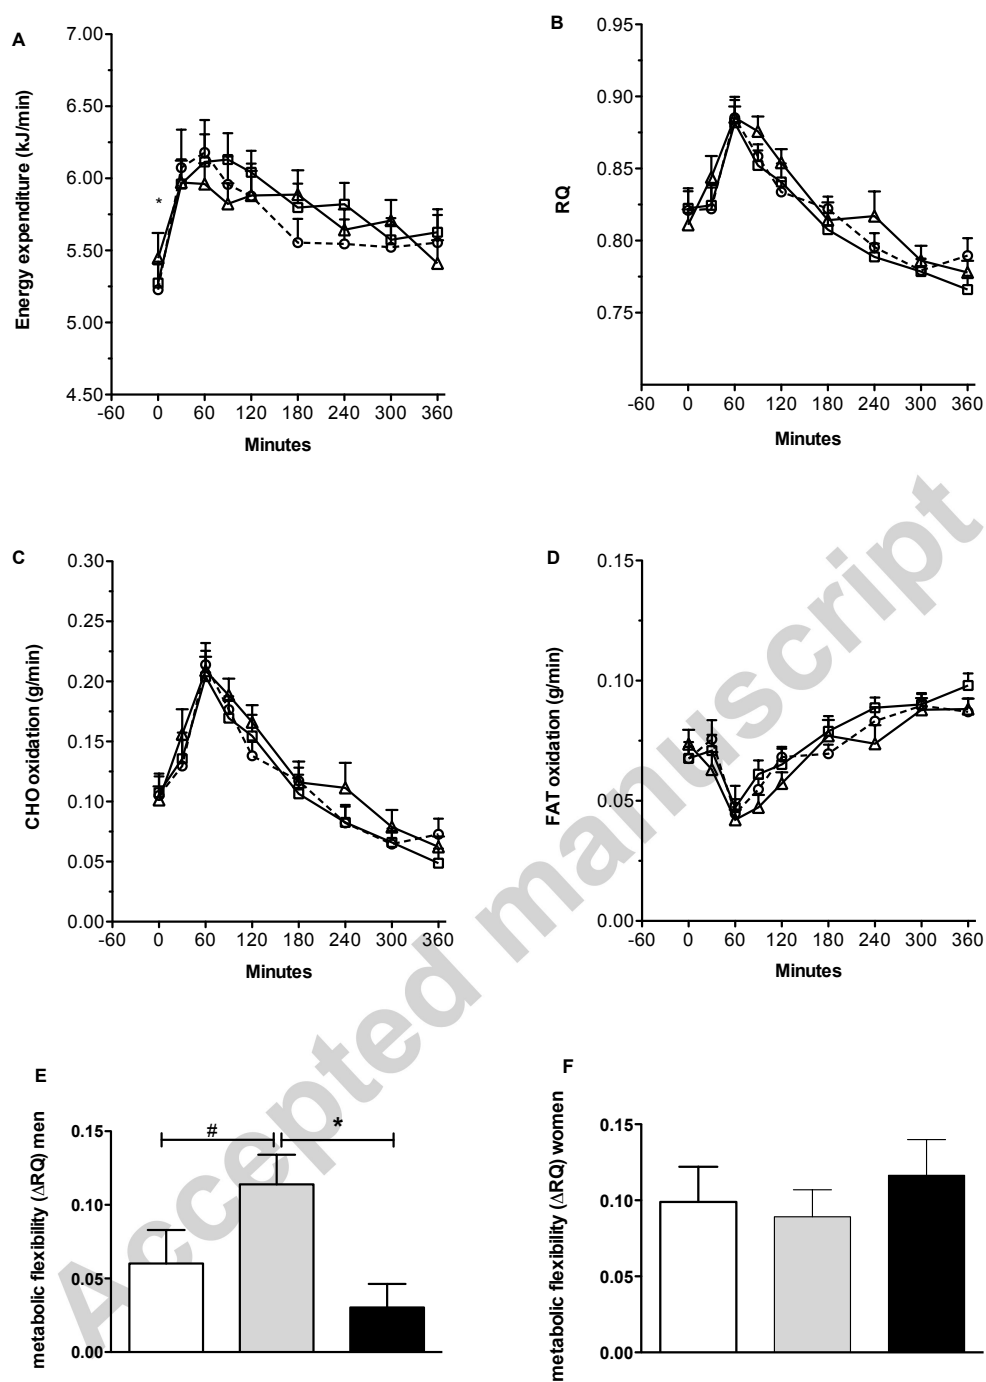 A
Energy expenditure (kJ/min)
7.00
6.50
6.00
5.50
5.00
4.50
*
-60 0 60 120 180 240 300 360
Minutes
B
RQ
0.95
0.90
0.85
0.80
0.75
-60 0 60 120 180 240 300 360
Minutes
C
CHO oxidation (g/min)
0.30
0.25
0.20
0.15
0.10
0.05
0.00
-60 0 60 120 180 240 300 360
Minutes
D
FAT oxidation (g/min)
0.15
0.10
0.05
0.00
-60 0 60 120 180 240 300 360
Minutes
E
metabolic flexibility (ΔRQ) men
0.15
0.10
0.05
0.00
# *
F
metabolic flexibility (ΔRQ) women
0.15
0.10
0.05
0.00
Accepted manuscript